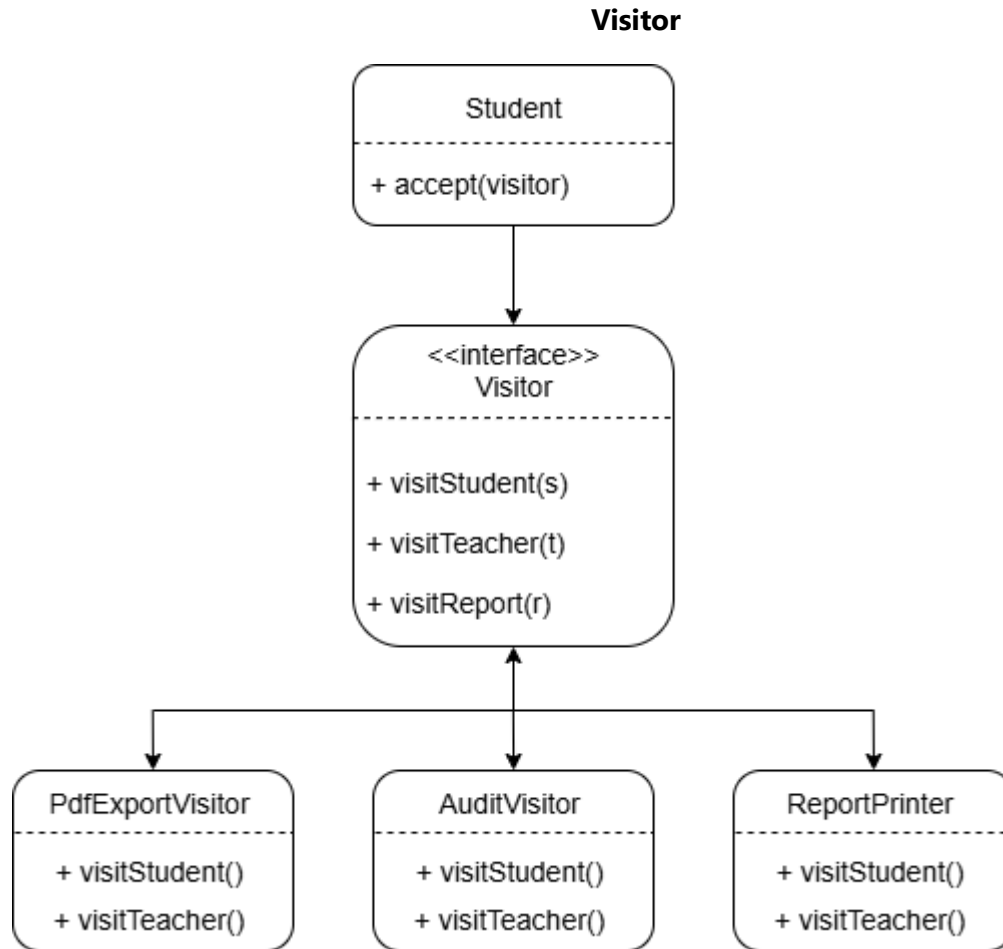 Visitor
Student
+ accept(visitor)
<<interface>>
Visitor
+ visitStudent(s)
+ visitTeacher(t)
+ visitReport(r)
PdfExportVisitor
+ visitStudent()
+ visitTeacher()
AuditVisitor
+ visitStudent()
+ visitTeacher()
ReportPrinter
+ visitStudent()
+ visitTeacher()